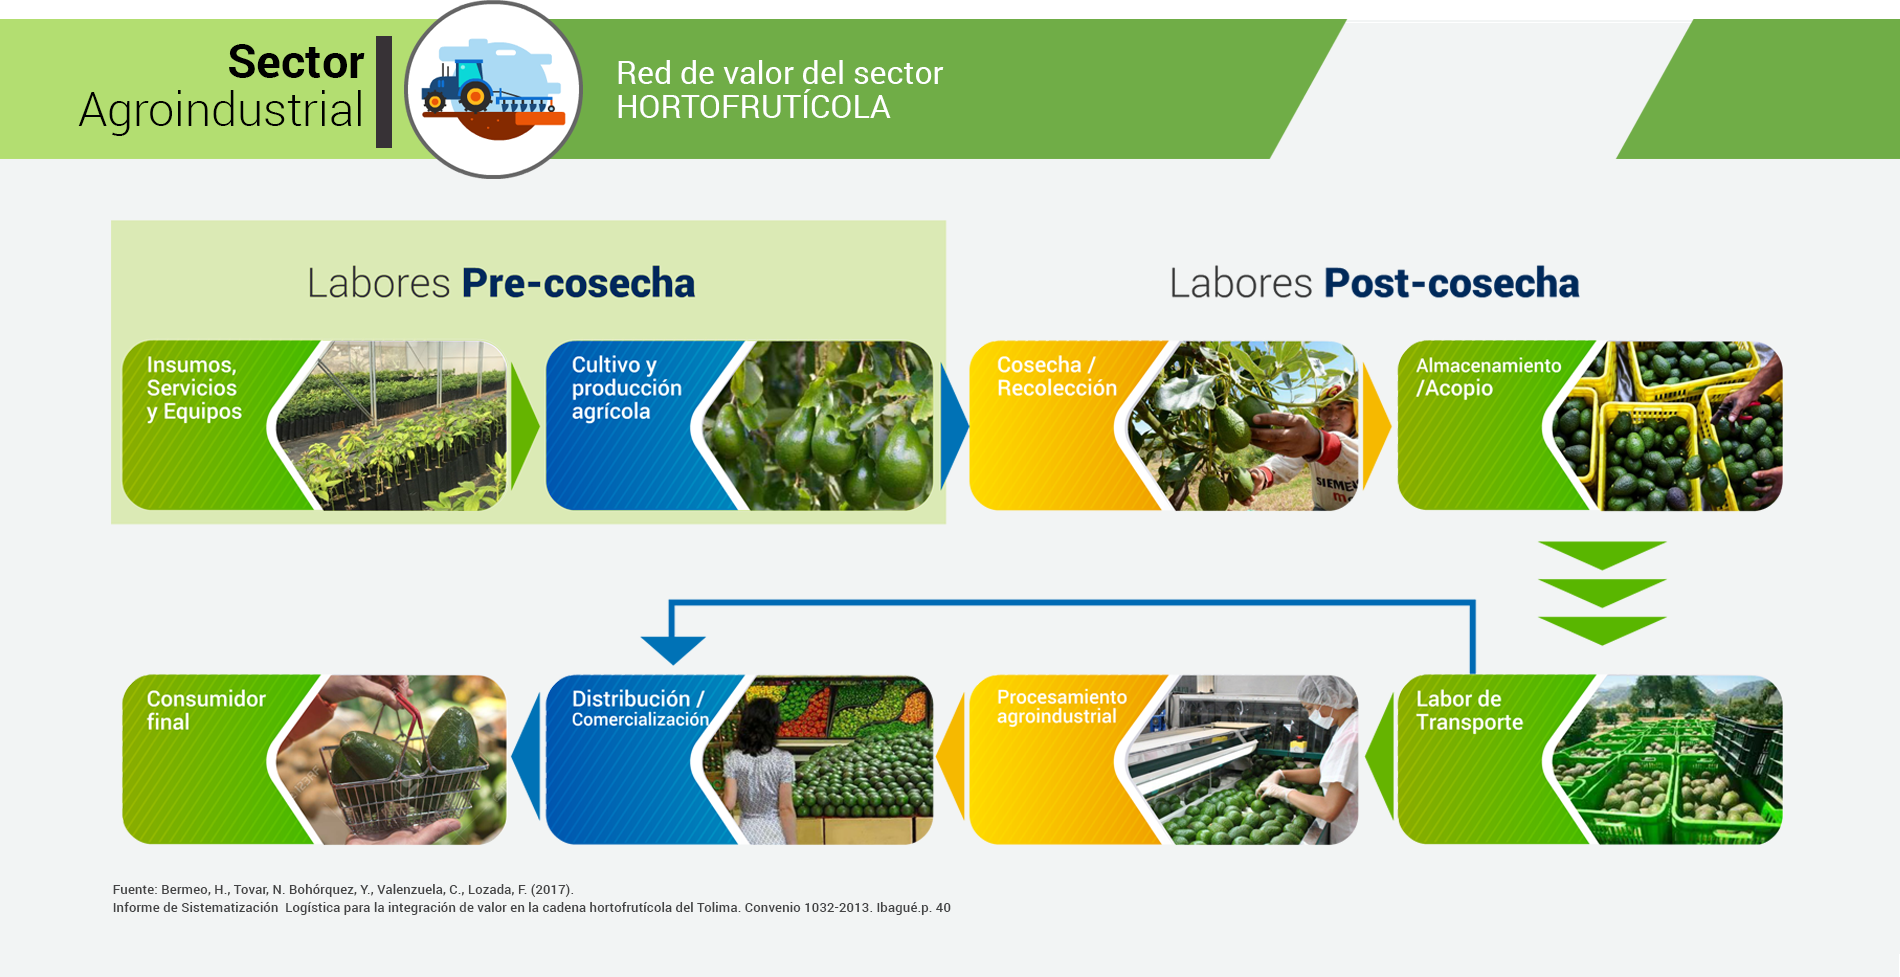 Sector
Agroindustrial
Red de valor del sector
HORTOFRUTÍCOLA
Labores Pre-cosecha
Labores Post-cosecha
Insumos,
Servicios
y Equipos
Cultivo y
producción
agrícola
Cosecha /
Recolección
Almacenamiento
/Acopio
Consumidor
final
Distribución /
Comercialización
Procesamiento
agroindustrial
Labor de
Transporte
Fuente: Bermeo, H., Tovar, N. Bohórquez, Y., Valenzuela, C., Lozada, F. (2017).
Informe de Sistematización  Logística para la integración de valor en la cadena hortofrutícola del Tolima. Convenio 1032-2013. Ibagué.p. 40